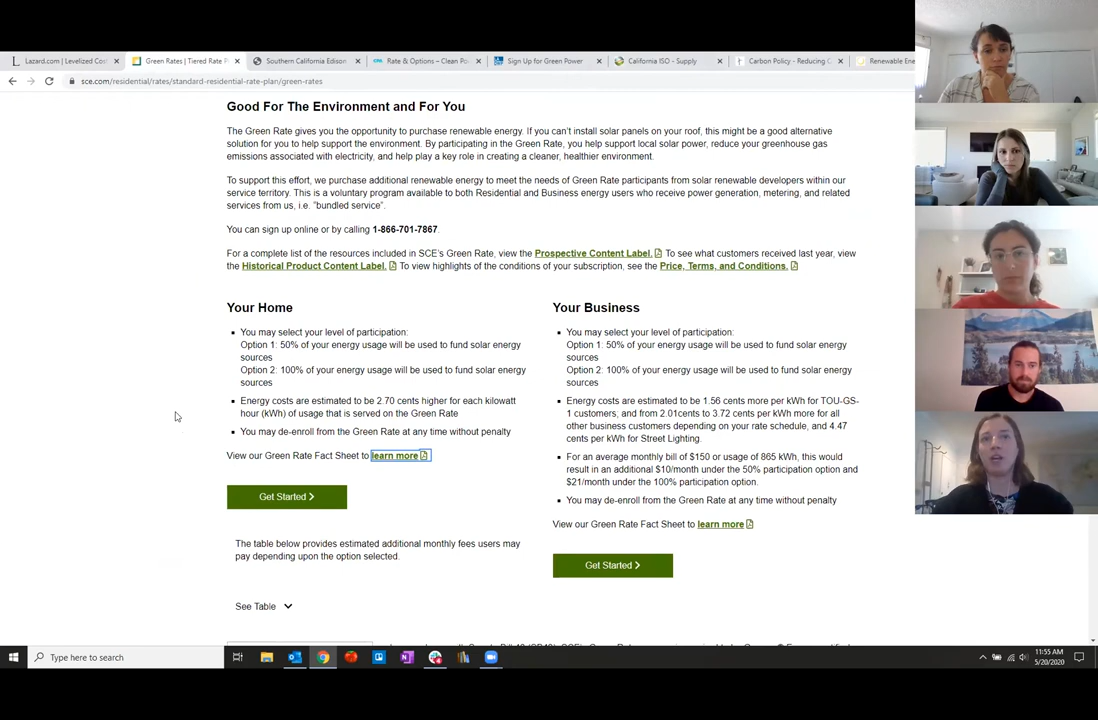 Lazard.com | Levelized Cos
Green Rates | Tiered Rate P
Southern California Edison
Rate & Options – Clean Po
Sign Up for Green Power
California ISO - Supply
Carbon Policy - Reducing C
Renewable Ene
sce.com/residential/rates/standard-residential-rate-plan/green-rates
Good For The Environment and For You
The Green Rate gives you the opportunity to purchase renewable energy. If you can't install solar panels on your roof, this might be a good alternative
solution for you to help support the environment. By participating in the Green Rate, you help support local solar power, reduce your greenhouse gas
emissions associated with electricity, and help play a key role in creating a cleaner, healthier environment.
To support this effort, we purchase additional renewable energy to meet the needs of Green Rate participants from solar renewable developers within our
service territory. This is a voluntary program available to both Residential and Business energy users who receive power generation, metering, and related
services from us, i.e. "bundled service".
You can sign up online or by calling 1-866-701-7867.
For a complete list of the resources included in SCE's Green Rate, view the Prospective Content Label. To see what customers received last year, view
the Historical Product Content Label. To view highlights of the conditions of your subscription, see the Price, Terms, and Conditions.
Your Home
You may select your level of participation:
Option 1: 50% of your energy usage will be used to fund solar energy
sources
Option 2: 100% of your energy usage will be used to fund solar energy
sources
Energy costs are estimated to be 2.70 cents higher for each kilowatt
hour (kWh) of usage that is served on the Green Rate
You may de-enroll from the Green Rate at any time without penalty
View our Green Rate Fact Sheet to learn more
Get Started
The table below provides estimated additional monthly fees users may
pay depending upon the option selected.
See Table
Your Business
You may select your level of participation:
Option 1: 50% of your energy usage will be used to fund solar energy
sources
Option 2: 100% of your energy usage will be used to fund solar energy
sources
Energy costs are estimated to be 1.56 cents more per kWh for TOU-GS-
1 customers; and from 2.01cents to 3.72 cents per kWh more for all
other business customers depending on your rate schedule, and 4.47
cents per kWh for Street Lighting.
For an average monthly bill of $150 or usage of 865 kWh, this would
result in an additional $10/month under the 50% participation option and
$21/month under the 100% participation option.
You may de-enroll from the Green Rate at any time without penalty
View our Green Rate Fact Sheet to learn more
Get Started
Type here to search
11:55 AM
5/20/2020